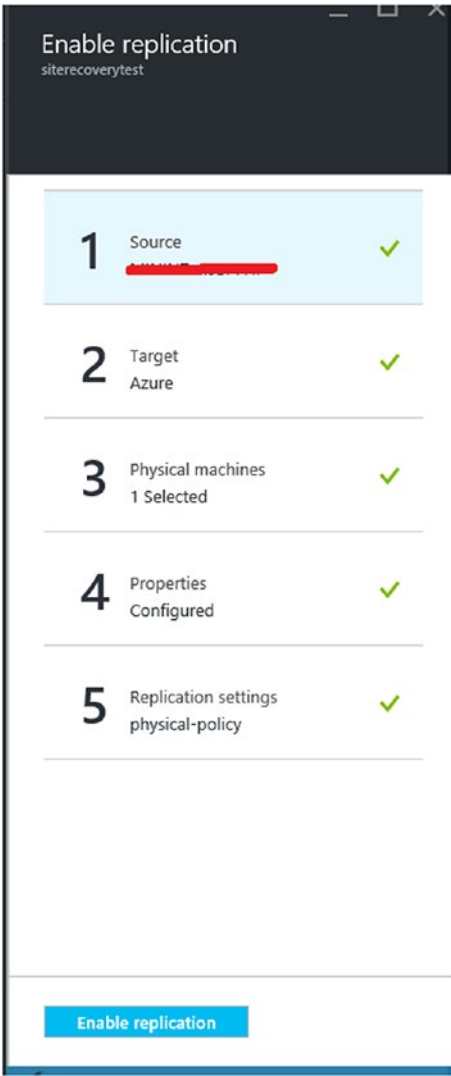 Enable replication
siterecoverytest
1
Source
2
Target
Azure
3
Physical machines
1 Selected
4
Properties
Configured
5
Replication settings
physical-policy
Enable replication